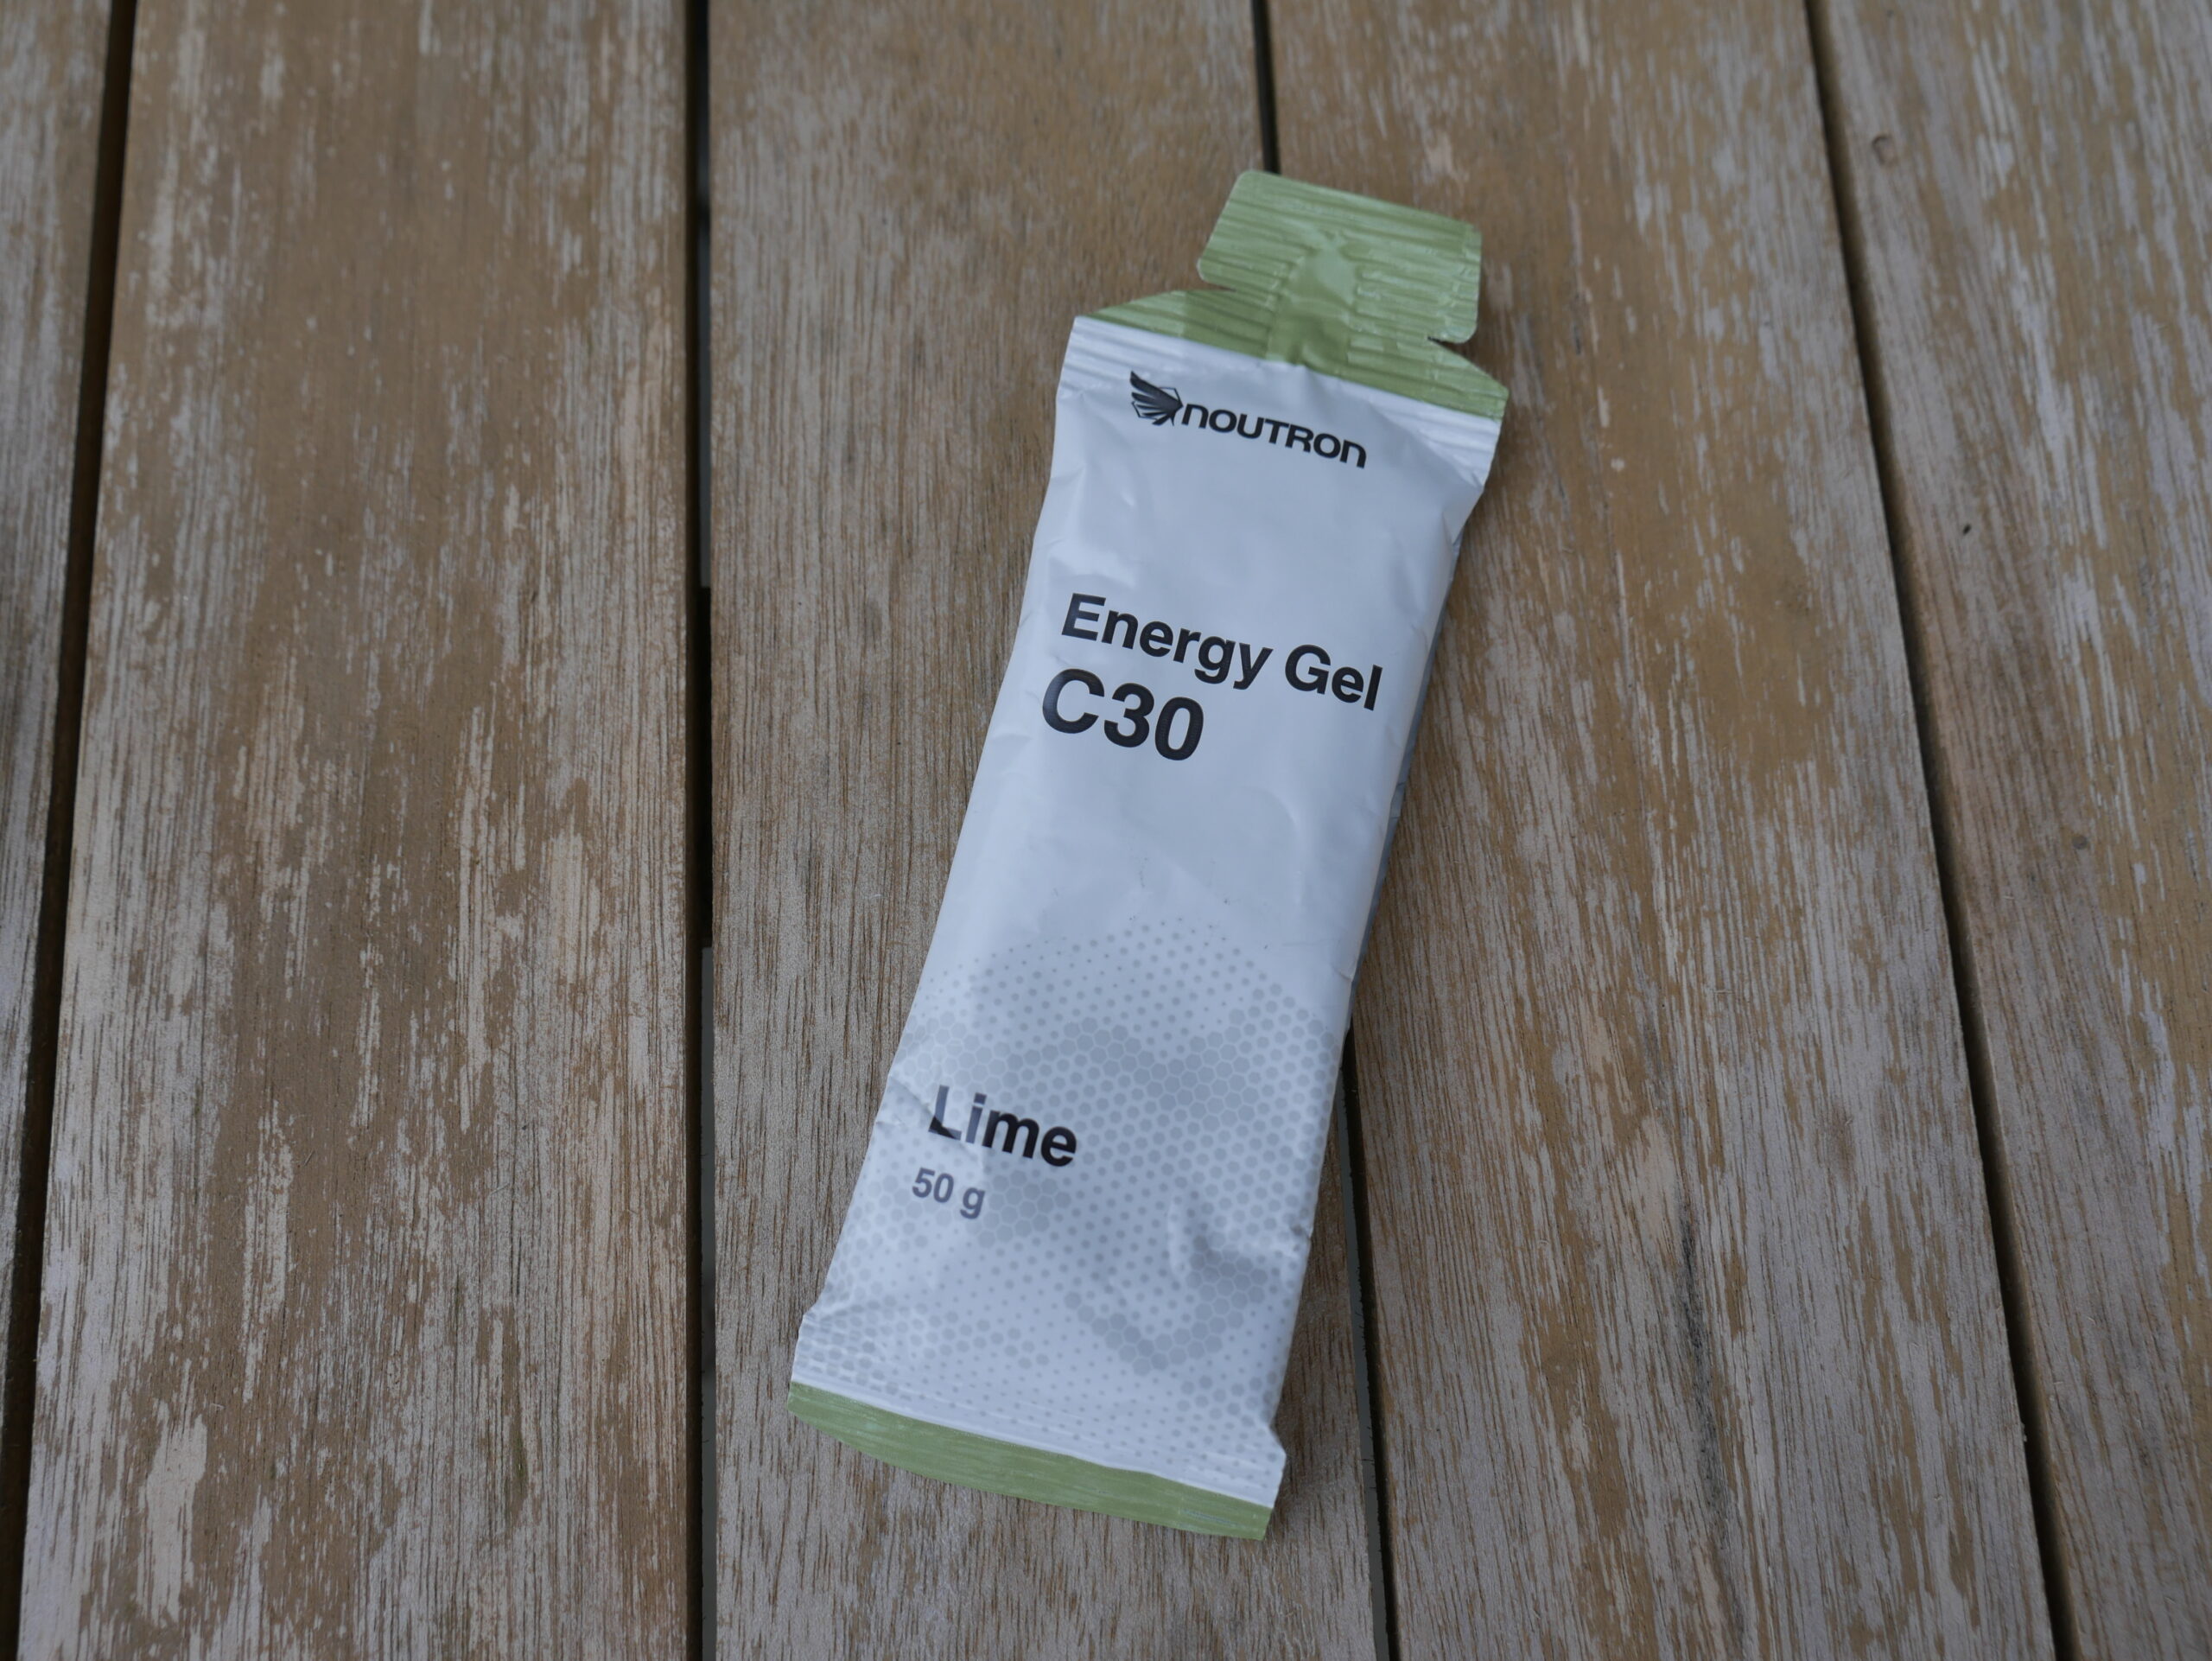 NOUTRON
Energy Gel
C30
Lime
50 g